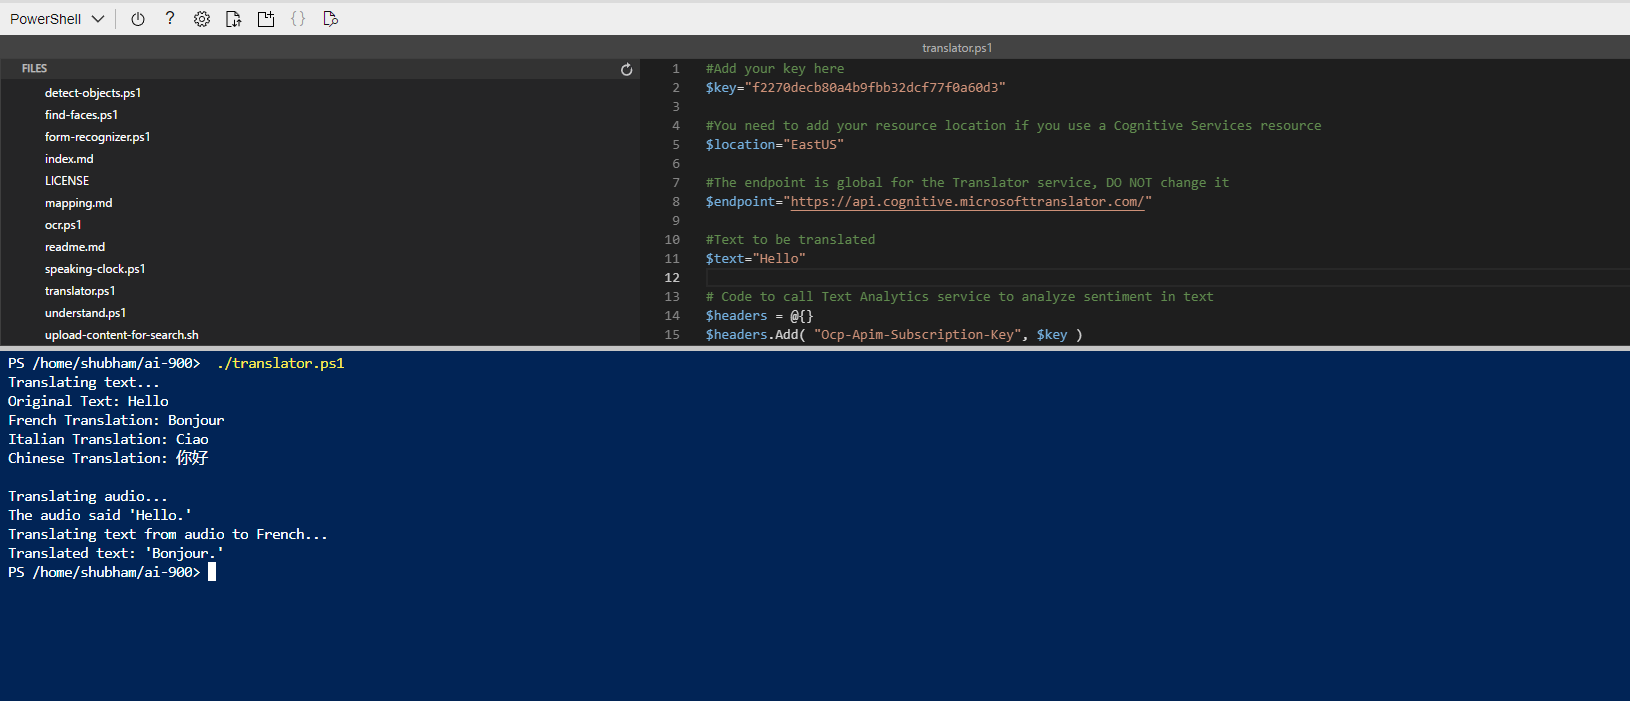 PowerShell
translator.ps1
FILES
detect-objects.ps1
find-faces.ps1
form-recognizer.ps1
index.md
LICENSE
mapping.md
ocr.ps1
readme.md
speaking-clock.ps1
translator.ps1
understand.ps1
upload-content-for-search.sh
1 #Add your key here
2 $key="f2270decb80a4b9fbb32dcf77f0a60d3"
3
4 #You need to add your resource location if you use a Cognitive Services resource
5 $location="EastUS"
6
7 #The endpoint is global for the Translator service, DO NOT change it
8 $endpoint="https://api.cognitive.microsofttranslator.com/"
9
10 #Text to be translated
11 $text="Hello"
12
13 # Code to call Text Analytics service to analyze sentiment in text
14 $headers = @{}
15 $headers.Add( "Ocp-Apim-Subscription-Key", $key )
PS /home/shubham/ai-900> ./translator.ps1
Translating text...
Original Text: Hello
French Translation: Bonjour
Italian Translation: Ciao
Chinese Translation: 你好
Translating audio...
The audio said 'Hello.'
Translating text from audio to French...
Translated text: 'Bonjour.'
PS /home/shubham/ai-900>